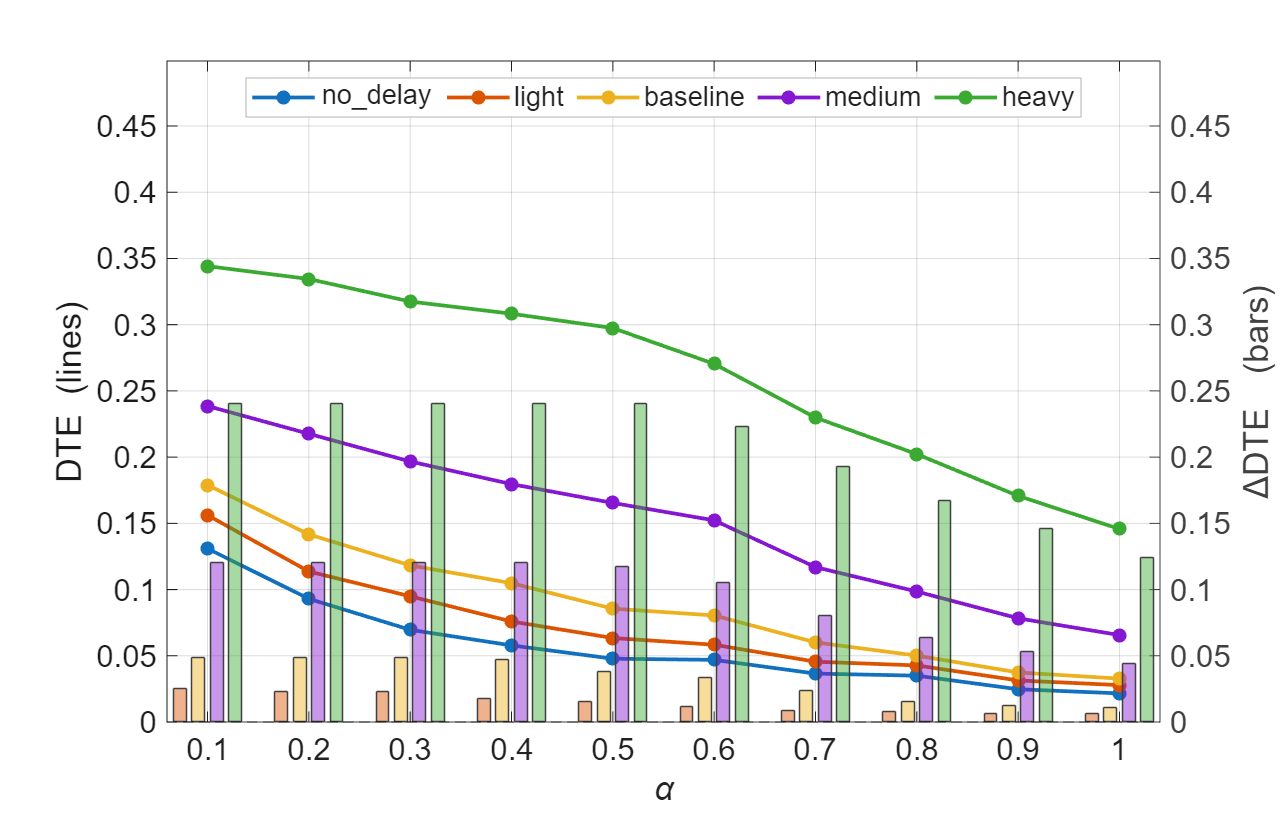 no_delay light baseline medium heavy
0.45 0.45
0.4 0.4
0.35 0.35
0.3 0.3
0.25 0.25
0.2 0.2
0.15 0.15
0.1 0.1
0.05 0.05
0 0
DTE (lines)
ΔDTE (bars)
0.1 0.2 0.3 0.4 0.5 0.6 0.7 0.8 0.9 1
α